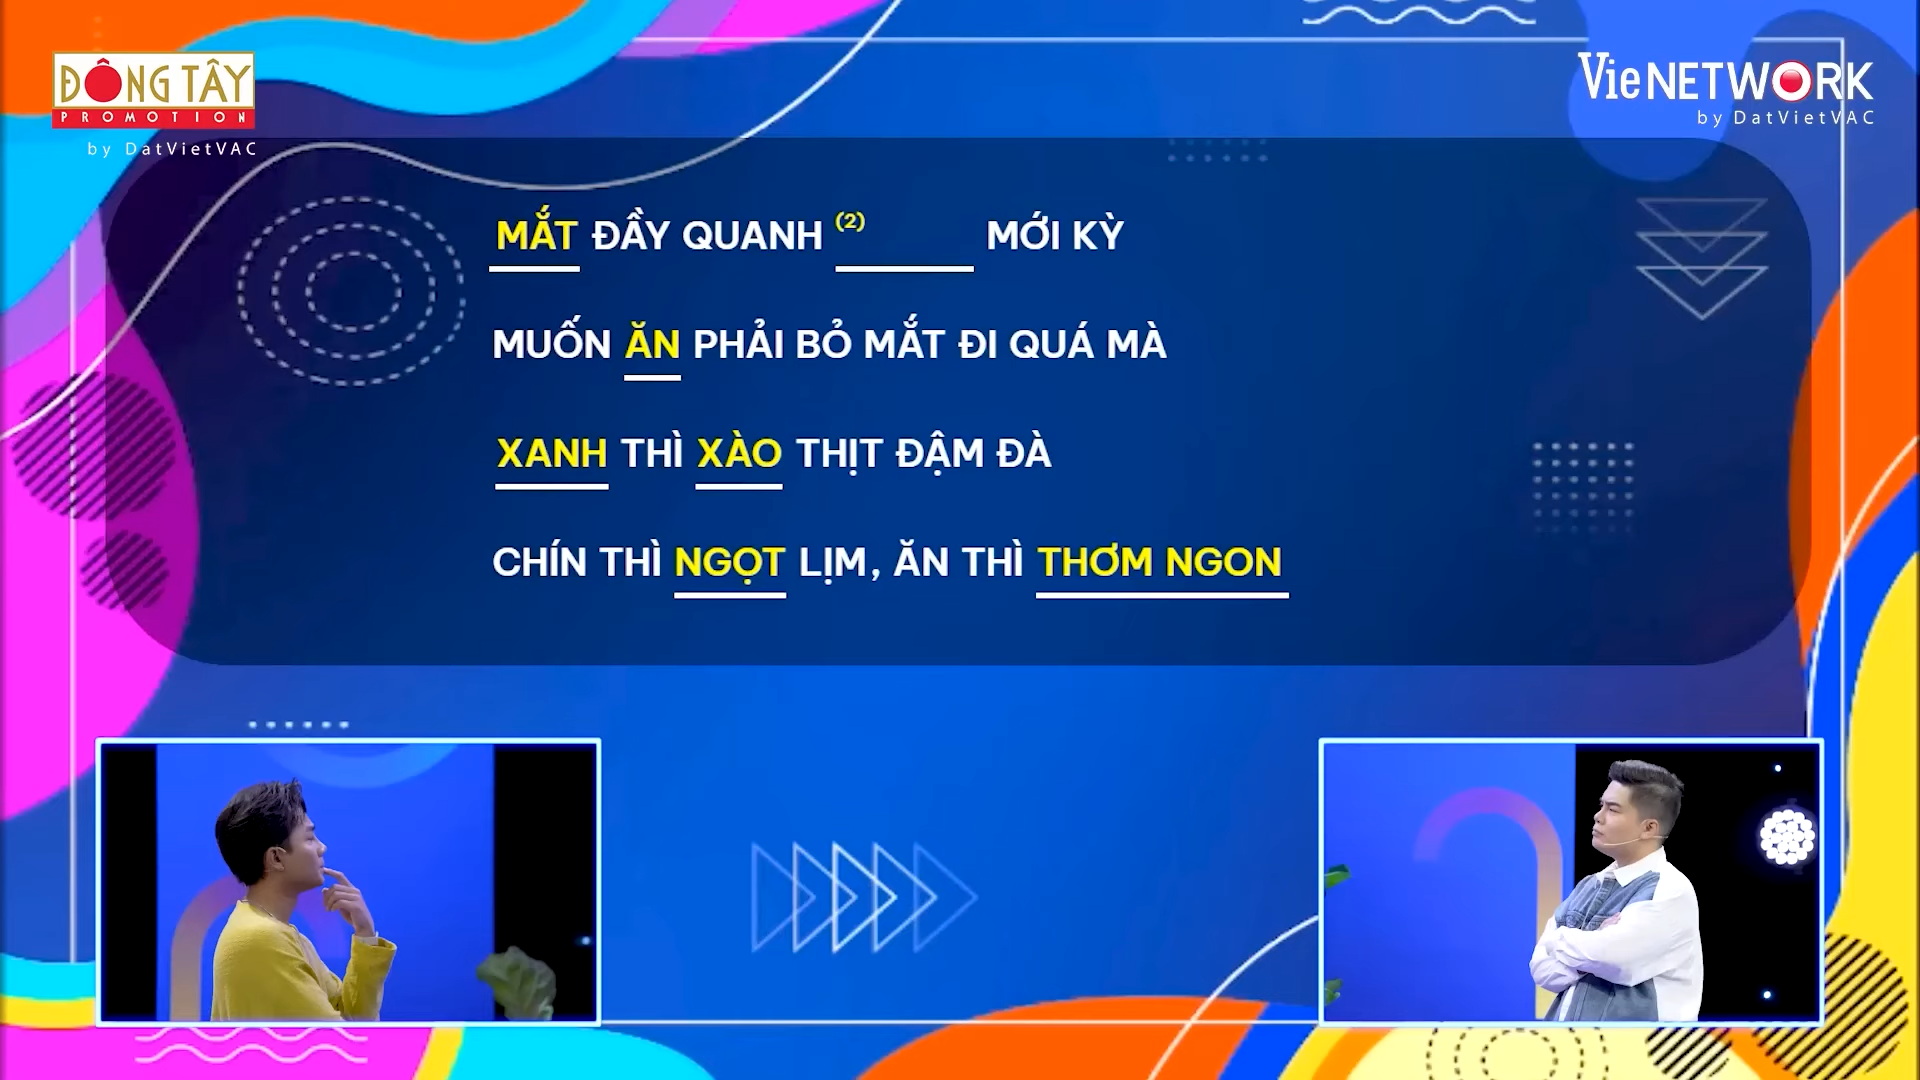 ĐÔNG TÂY
PROMOTION
by DatVietVAC
VieNETWORK
by DatVietVAC
MẮT ĐẦY QUANH (2) ____ MỚI KỲ
MUỐN ĂN PHẢI BỎ MẮT ĐI QUÁ MÀ
XANH THÌ XÀO THỊT ĐẬM ĐÀ
CHÍN THÌ NGỌT LỊM, ĂN THÌ THƠM NGON